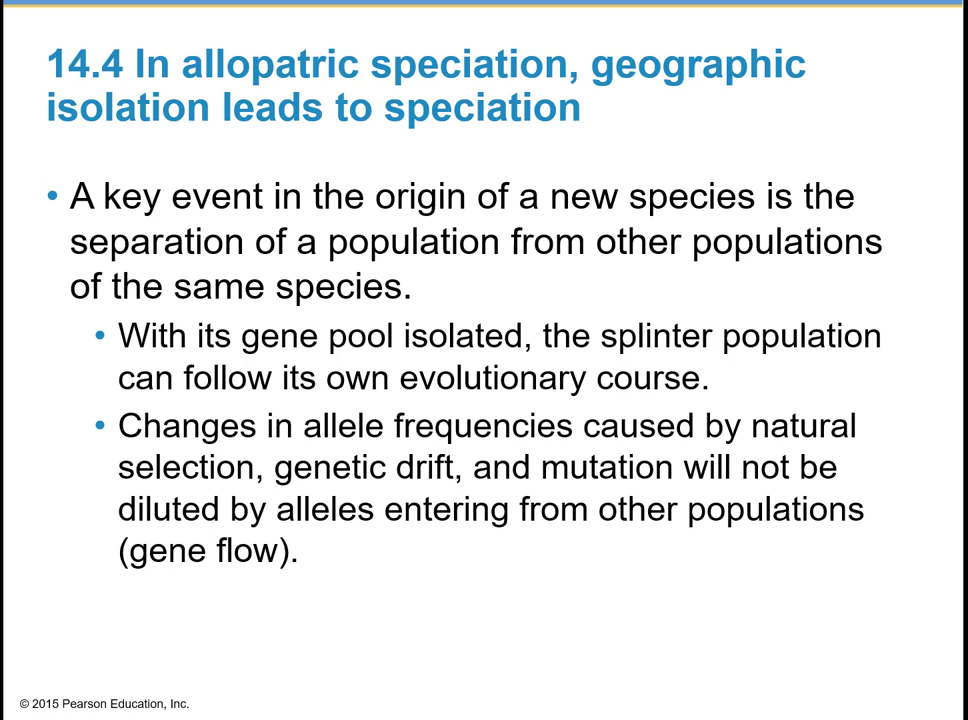 14.4 In allopatric speciation, geographic
isolation leads to speciation
• A key event in the origin of a new species is the
separation of a population from other populations
of the same species.
• With its gene pool isolated, the splinter population
can follow its own evolutionary course.
• Changes in allele frequencies caused by natural
selection, genetic drift, and mutation will not be
diluted by alleles entering from other populations
(gene flow).
© 2015 Pearson Education, Inc.